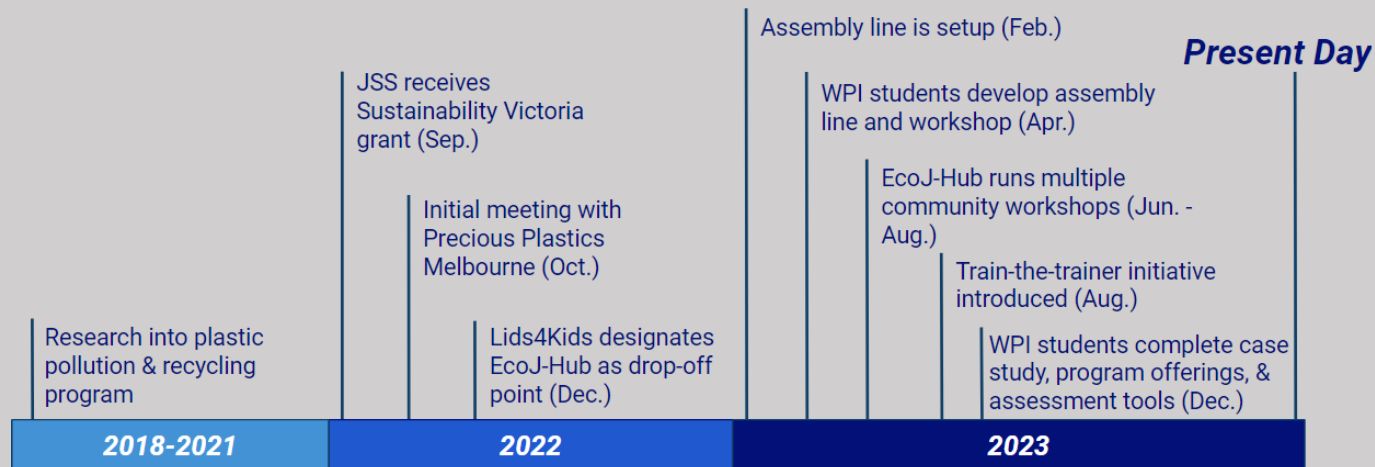 Research into plastic
pollution & recycling
program
JSS receives
Sustainability Victoria
grant (Sep.)
Initial meeting with
Precious Plastics
Melbourne (Oct.)
Lids4Kids designates
EcoJ-Hub as drop-off
point (Dec.)
Assembly line is setup (Feb.)
WPI students develop assembly
line and workshop (Apr.)
EcoJ-Hub runs multiple
community workshops (Jun. -
Aug.)
Train-the-trainer initiative
introduced (Aug.)
WPI students complete case
study, program offerings, &
assessment tools (Dec.)
Present Day
2018-2021
2022
2023